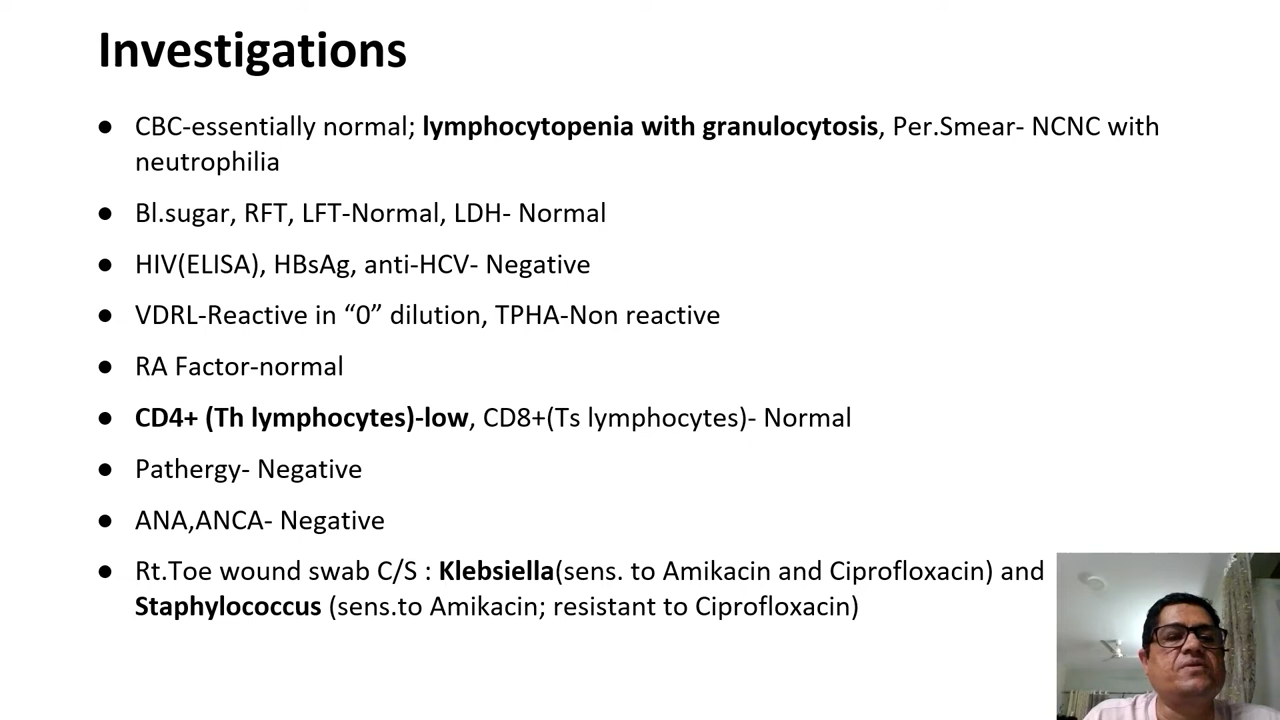 Investigations
● CBC-essentially normal; lymphocytopenia with granulocytosis, Per.Smear- NCNC with
neutrophilia
● Bl.sugar, RFT, LFT-Normal, LDH- Normal
● HIV(ELISA), HBsAg, anti-HCV- Negative
● VDRL-Reactive in “0” dilution, TPHA-Non reactive
● RA Factor-normal
● CD4+ (Th lymphocytes)-low, CD8+(Ts lymphocytes)- Normal
● Pathergy- Negative
● ANA,ANCA- Negative
● Rt.Toe wound swab C/S : Klebsiella(sens. to Amikacin and Ciprofloxacin) and
Staphylococcus (sens.to Amikacin; resistant to Ciprofloxacin)